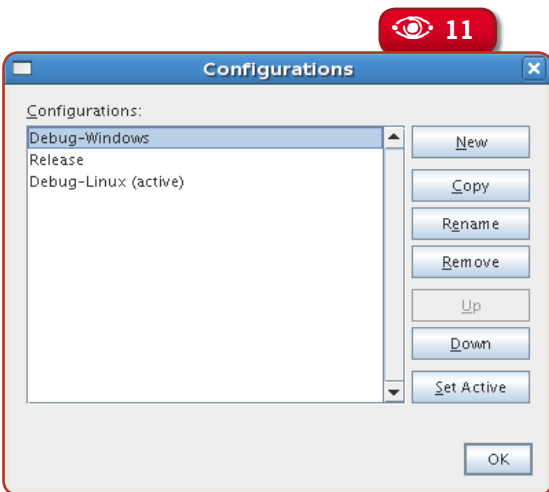 11
Configurations
Configurations:
Debug-Windows
Release
Debug-Linux (active)
New
Copy
Rename
Remove
Up
Down
Set Active
OK